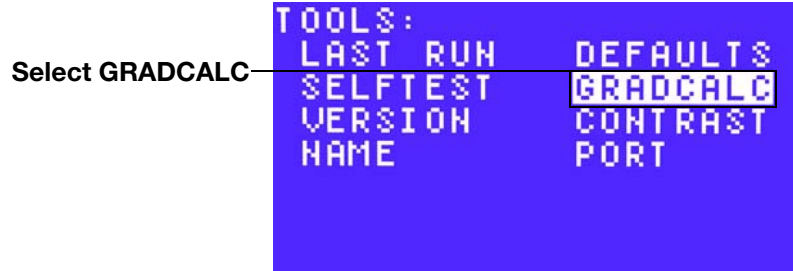 TOOLS:
LAST RUN DEFAULTS
Select GRADCALC
SELFTEST GRADCALC
VERSION CONTRAST
NAME PORT